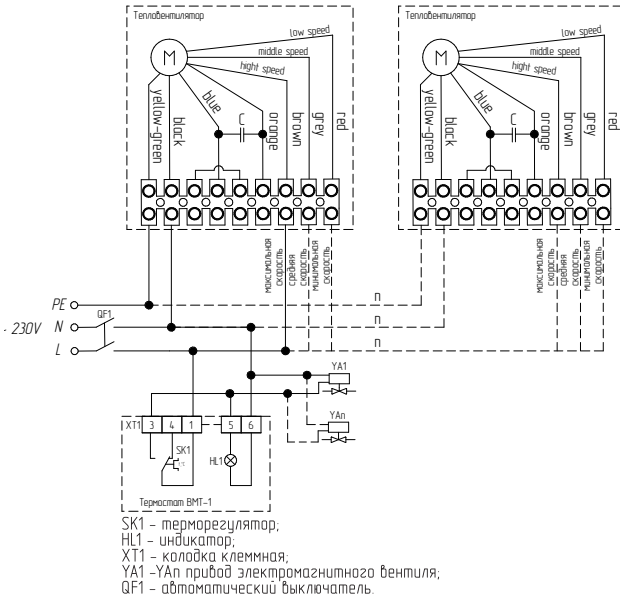 Тепловентилятор
M
low speed
middle speed
hight speed
yellow-green
black
blue
C
orange
brown
grey
red
максимальная
скорость
средняя
скорость
минимальная
скорость
Тепловентилятор
M
low speed
middle speed
hight speed
yellow-green
black
blue
C
orange
brown
grey
red
максимальная
скорость
средняя
скорость
минимальная
скорость
PE
n
QF1
~ 230V
N
n
L
n
YA1
YAn
XT1 3 4 1 5 6
SK1
HL1
Термостат ВМТ-1
SK1 - терморегулятор;
HL1 - индикатор;
XT1 - колодка клеммная;
YA1 -YAn привод электромагнитного вентиля;
QF1 - автоматический выключатель.